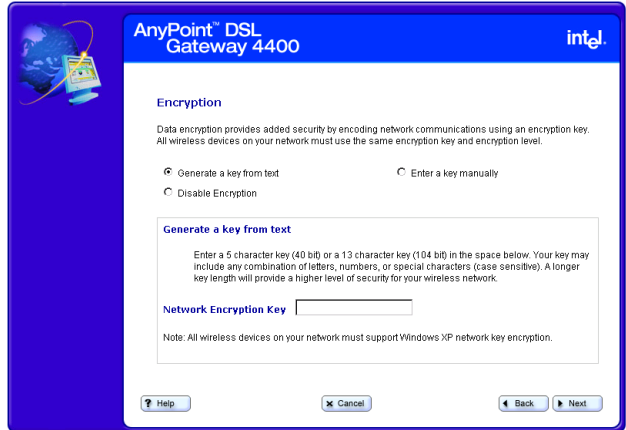 AnyPoint™ DSL
Gateway 4400
intel.
Encryption
Data encryption provides added security by encoding network communications using an encryption key.
All wireless devices on your network must use the same encryption key and encryption level.
Generate a key from text
Enter a key manually
Disable Encryption
Generate a key from text
Enter a 5 character key (40 bit) or a 13 character key (104 bit) in the space below. Your key may
include any combination of letters, numbers, or special characters (case sensitive). A longer
key length will provide a higher level of security for your wireless network.
Network Encryption Key
Note: All wireless devices on your network must support Windows XP network key encryption.
? Help
x Cancel
Back
Next